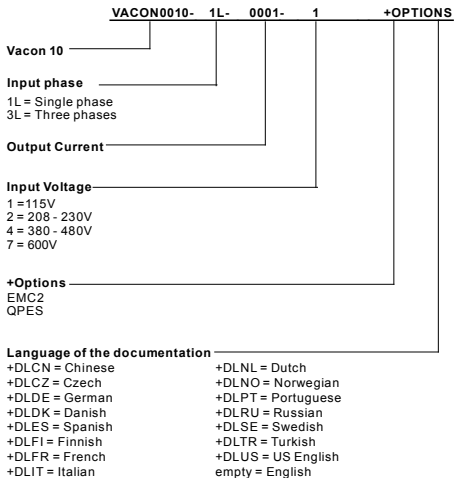 VACON0010- 1L- 0001- 1 +OPTIONS
Vacon 10
Input phase
1L = Single phase
3L = Three phases
Output Current
Input Voltage
1 =115V
2 = 208 - 230V
4 = 380 - 480V
7 = 600V
+Options
EMC2
QPES
Language of the documentation
+DLCN = Chinese
+DLCZ = Czech
+DLDE = German
+DLDK = Danish
+DLES = Spanish
+DLFI = Finnish
+DLFR = French
+DLIT = Italian
+DLNL = Dutch
+DLNO = Norwegian
+DLPT = Portuguese
+DLRU = Russian
+DLSE = Swedish
+DLTR = Turkish
+DLUS = US English
empty = English